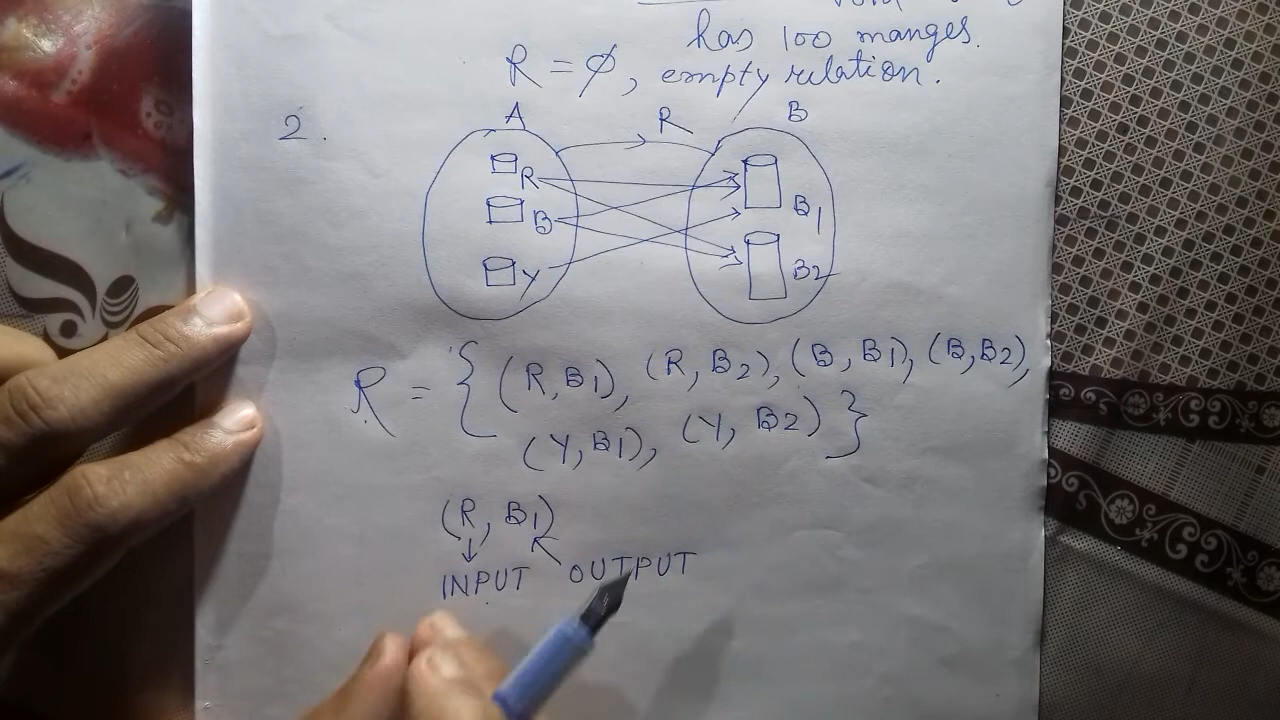 has 100 manges.
R = ϕ, empty relation.
2.
A R B
R
B
Y
B1
B2
R = { (R, B1), (R, B2), (B, B1), (B, B2),
(Y, B1), (Y, B2) }
(R, B1)
INPUT OUTPUT